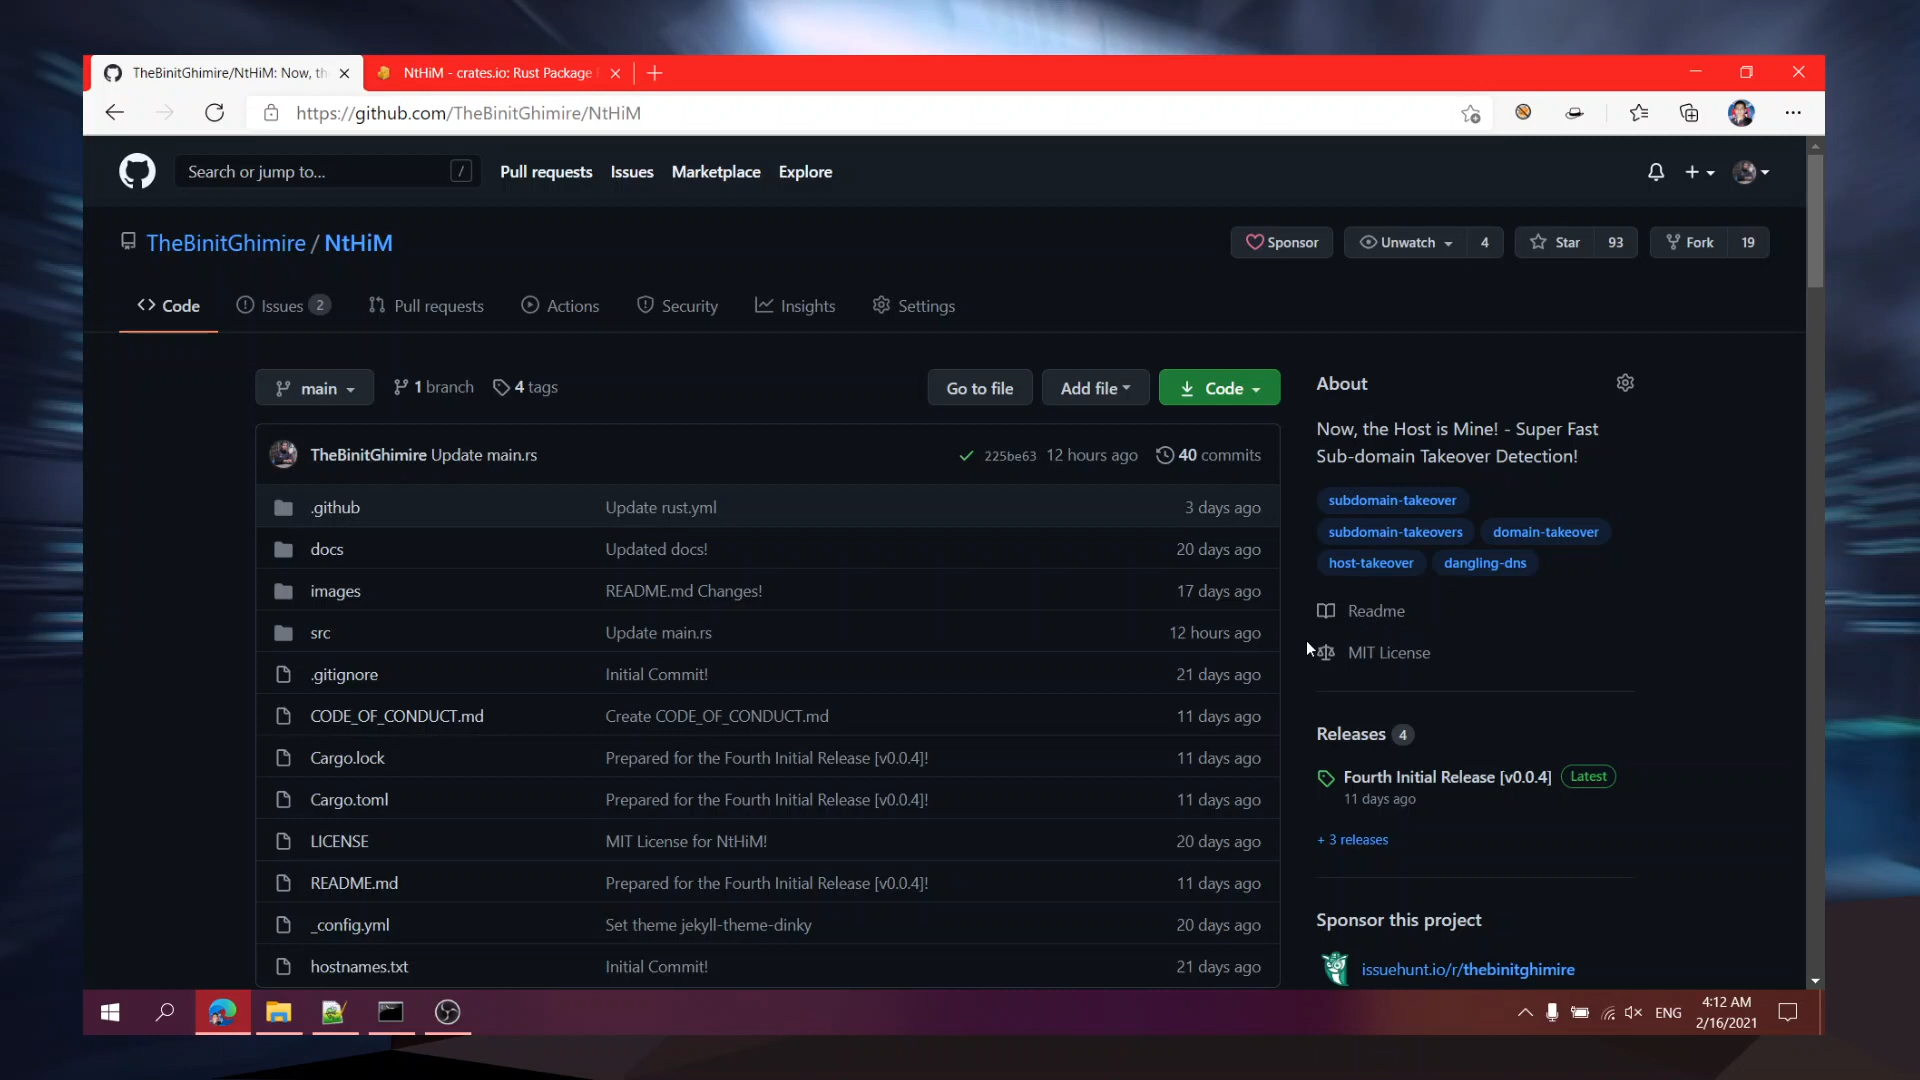 TheBinitGhimire/NtHiM: Now, th
NtHiM - crates.io: Rust Package
https://github.com/TheBinitGhimire/NtHiM
Search or jump to... /
Pull requests Issues Marketplace Explore
TheBinitGhimire / NtHiM
Sponsor Unwatch 4 Star 93 Fork 19
Code Issues 2 Pull requests Actions Security Insights Settings
main 1 branch 4 tags Go to file Add file Code
TheBinitGhimire Update main.rs 225be63 12 hours ago 40 commits
.github Update rust.yml 3 days ago
docs Updated docs! 20 days ago
images README.md Changes! 17 days ago
src Update main.rs 12 hours ago
.gitignore Initial Commit! 21 days ago
CODE_OF_CONDUCT.md Create CODE_OF_CONDUCT.md 11 days ago
Cargo.lock Prepared for the Fourth Initial Release [v0.0.4]! 11 days ago
Cargo.toml Prepared for the Fourth Initial Release [v0.0.4]! 11 days ago
LICENSE MIT License for NtHiM! 20 days ago
README.md Prepared for the Fourth Initial Release [v0.0.4]! 11 days ago
_config.yml Set theme jekyll-theme-dinky 20 days ago
hostnames.txt Initial Commit! 21 days ago
About
Now, the Host is Mine! - Super Fast
Sub-domain Takeover Detection!
subdomain-takeover
subdomain-takeovers domain-takeover
host-takeover dangling-dns
Readme
MIT License
Releases 4
Fourth Initial Release [v0.0.4] Latest
11 days ago
+ 3 releases
Sponsor this project
issuehunt.io/r/thebinitghimire
ENG
4:12 AM
2/16/2021